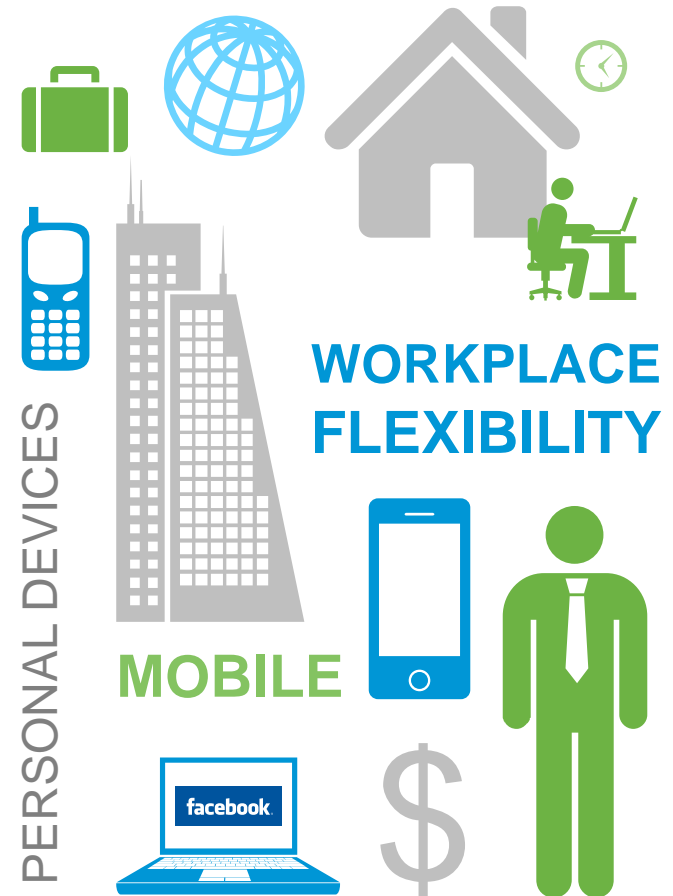 WORKPLACE
FLEXIBILITY
PERSONAL DEVICES
MOBILE
facebook
$